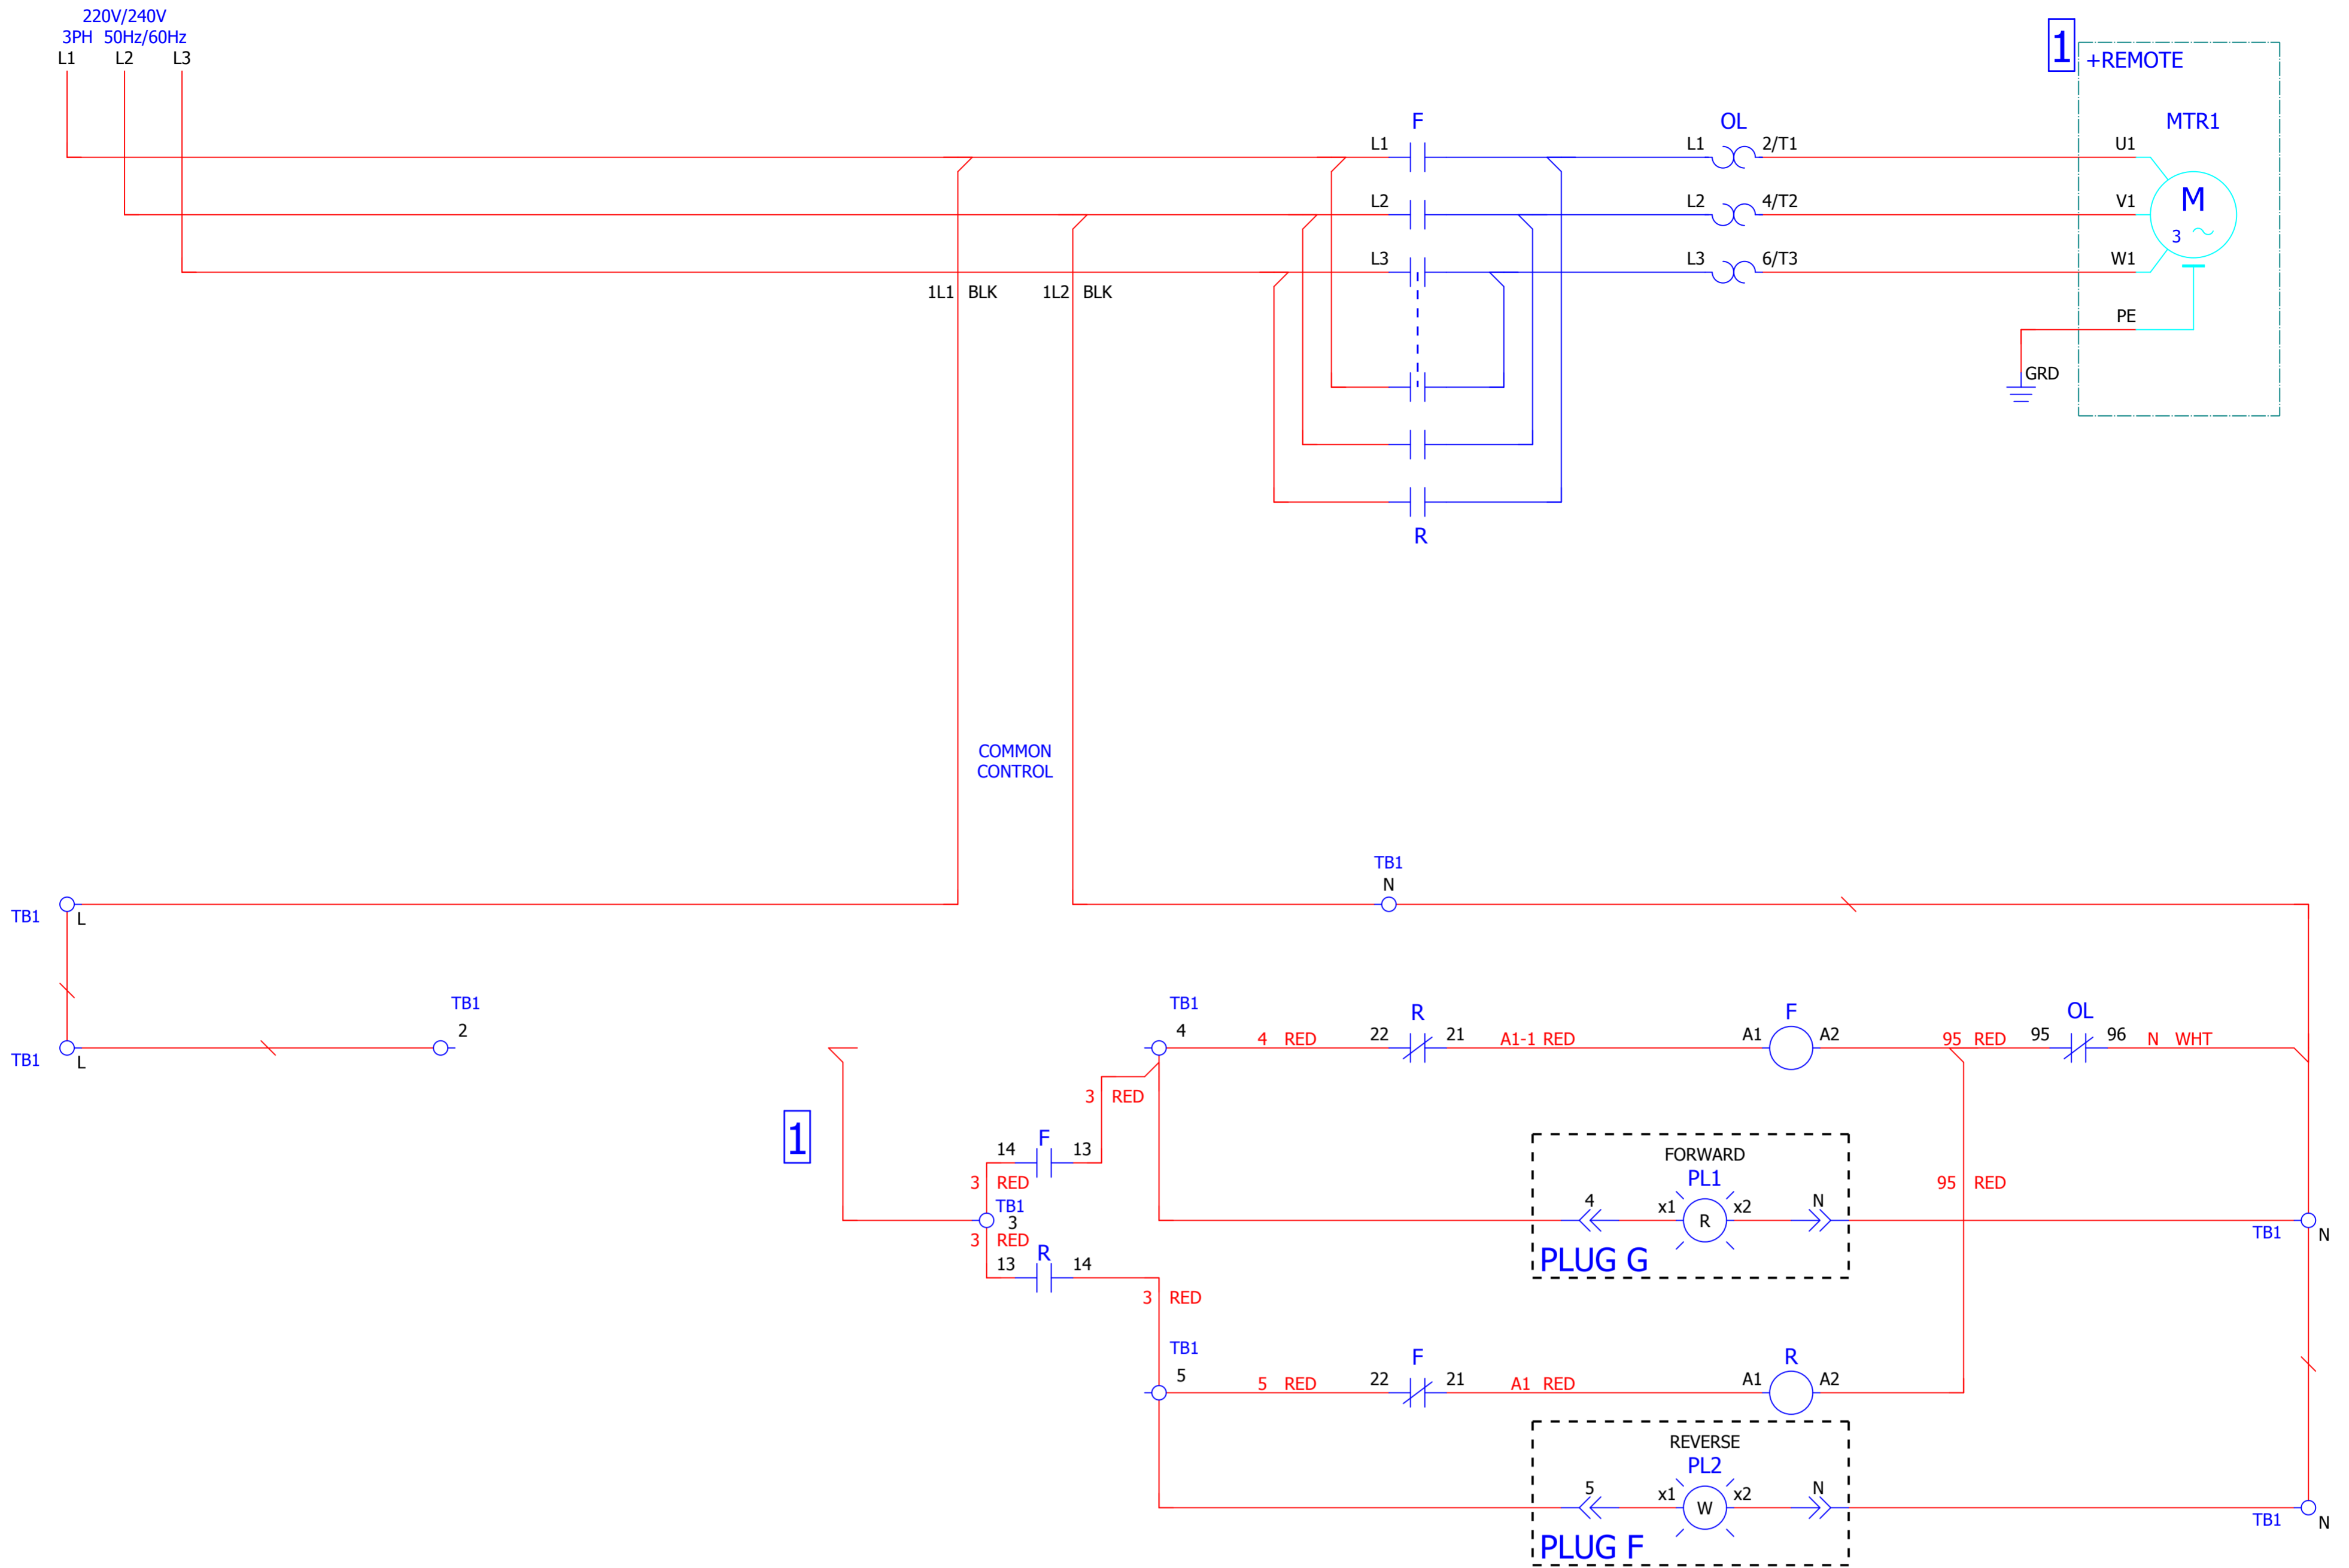 220V/240V
3PH 50Hz/60Hz
L1 L2 L3
1
+REMOTE
F
OL
MTR1
L1
L1
2/T1
U1
L2
L2
4/T2
V1
M
3
L3
L3
6/T3
W1
1L1 BLK
1L2 BLK
PE
GRD
R
COMMON
CONTROL
TB1
N
TB1
L
TB1
2
TB1
L
TB1
4
4 RED
R
22
21
A1-1 RED
F
A1
A2
95 RED
OL
95
96
N WHT
3 RED
1
F
14
13
3 RED
TB1
3
3 RED
R
13
14
3 RED
FORWARD
PL1
4
x1
R
x2
N
PLUG G
95 RED
TB1
N
TB1
5
5 RED
F
22
21
A1 RED
R
A1
A2
REVERSE
PL2
5
x1
W
x2
N
PLUG F
TB1
N